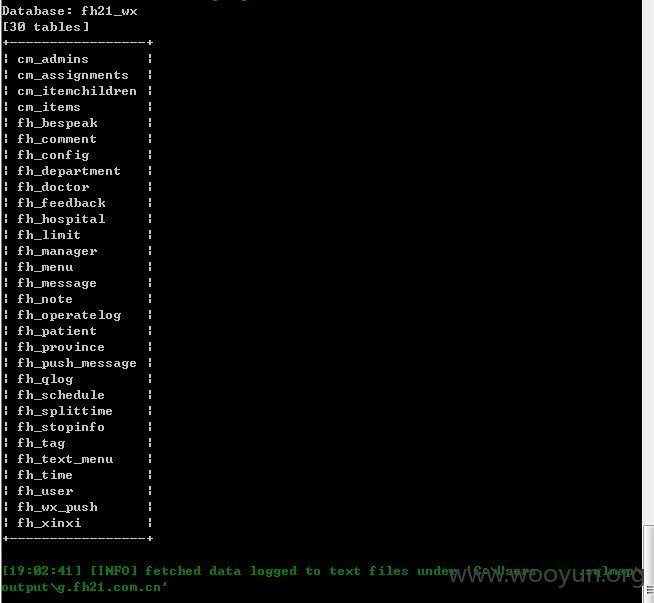 Database: fh21_wx
[30 tables]
+-----------------+
¦ cm_admins ¦
¦ cm_assignments ¦
¦ cm_itemchildren ¦
¦ cm_items ¦
¦ fh_bespeak ¦
¦ fh_comment ¦
¦ fh_config ¦
¦ fh_department ¦
¦ fh_doctor ¦
¦ fh_feedback ¦
¦ fh_hospital ¦
¦ fh_limit ¦
¦ fh_manager ¦
¦ fh_menu ¦
¦ fh_message ¦
¦ fh_note ¦
¦ fh_operatelog ¦
¦ fh_patient ¦
¦ fh_province ¦
¦ fh_push_message ¦
¦ fh_qlog ¦
¦ fh_schedule ¦
¦ fh_splittime ¦
¦ fh_stopinfo ¦
¦ fh_tag ¦
¦ fh_text_menu ¦
¦ fh_time ¦
¦ fh_user ¦
¦ fh_wx_push ¦
¦ fh_xinxi ¦
+-----------------+
[19:02:41] [INFO] fetched data logged to text files under 'C:\Users .sqlmap\
output\g.fh21.com.cn'
www.wooyun.org